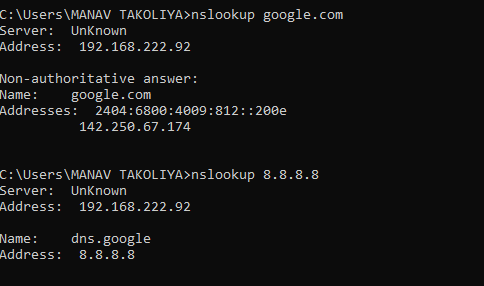 C:\Users\MANAV TAKOLIYA>nslookup google.com
Server:  UnKnown
Address:  192.168.222.92
Non-authoritative answer:
Name:    google.com
Addresses:  2404:6800:4009:812::200e
142.250.67.174
C:\Users\MANAV TAKOLIYA>nslookup 8.8.8.8
Server:  UnKnown
Address:  192.168.222.92
Name:    dns.google
Address:  8.8.8.8